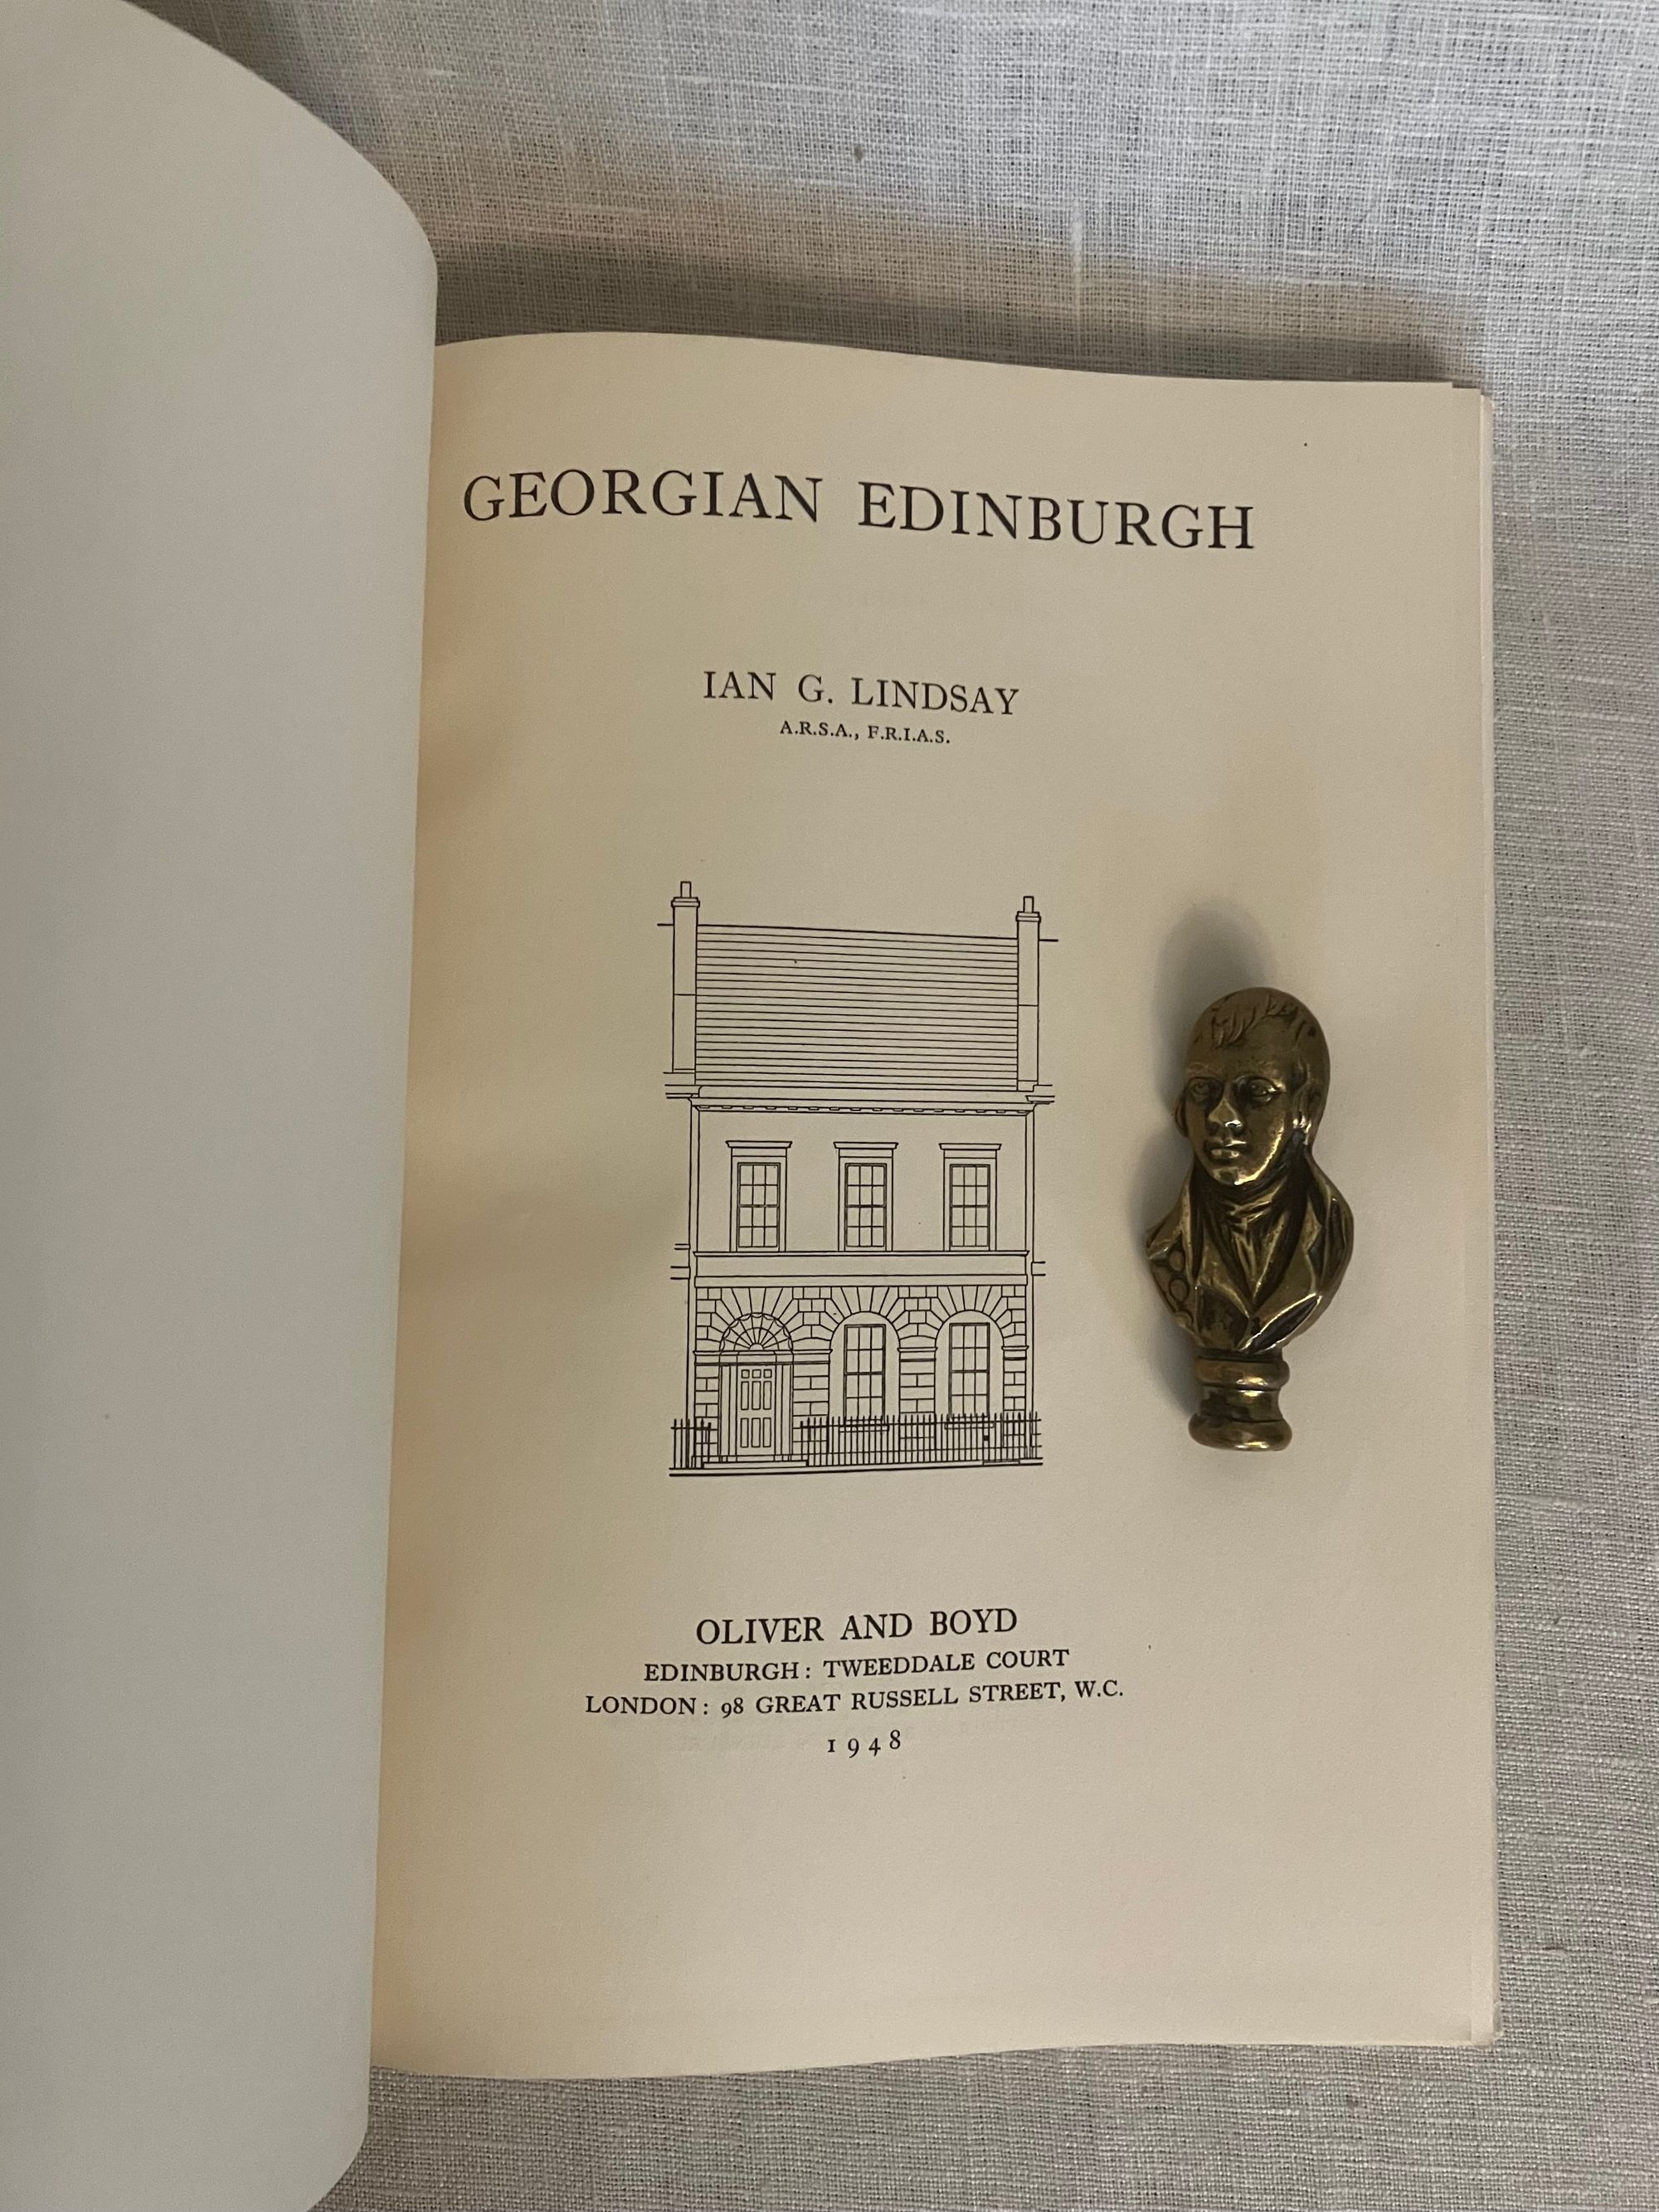 GEORGIAN EDINBURGH
IAN G. LINDSAY
A.R.S.A., F.R.I.A.S.
OLIVER AND BOYD
EDINBURGH: TWEEDDALE COURT
LONDON: 98 GREAT RUSSELL STREET, W.C.
1948